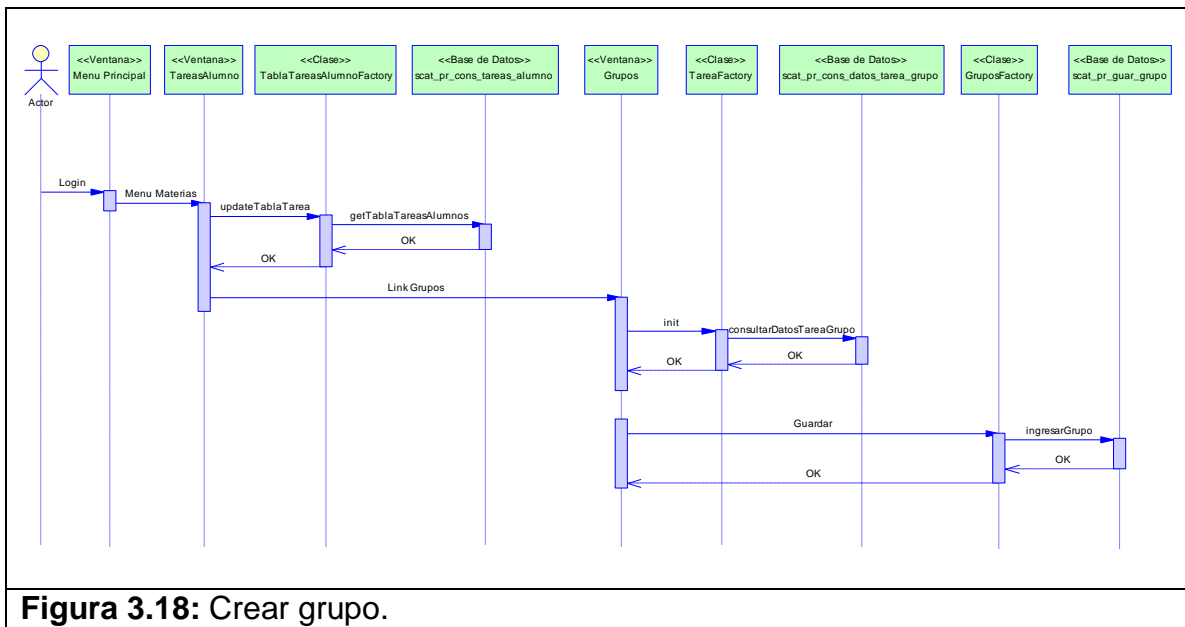 <<Ventana>>
Menu Principal
<<Ventana>>
TareasAlumno
<<Clase>>
TablaTareasAlumnoFactory
<<Base de Datos>>
scat_pr_cons_tareas_alumno
<<Ventana>>
Grupos
<<Clase>>
TareaFactory
<<Base de Datos>>
scat_pr_cons_datos_tarea_grupo
<<Clase>>
GruposFactory
<<Base de Datos>>
scat_pr_guar_grupo
Actor
Login
Menu Materias
updateTablaTarea
getTablaTareasAlumnos
OK
OK
Link Grupos
init
consultarDatosTareaGrupo
OK
OK
Guardar
ingresarGrupo
OK
OK
Figura 3.18: Crear grupo.